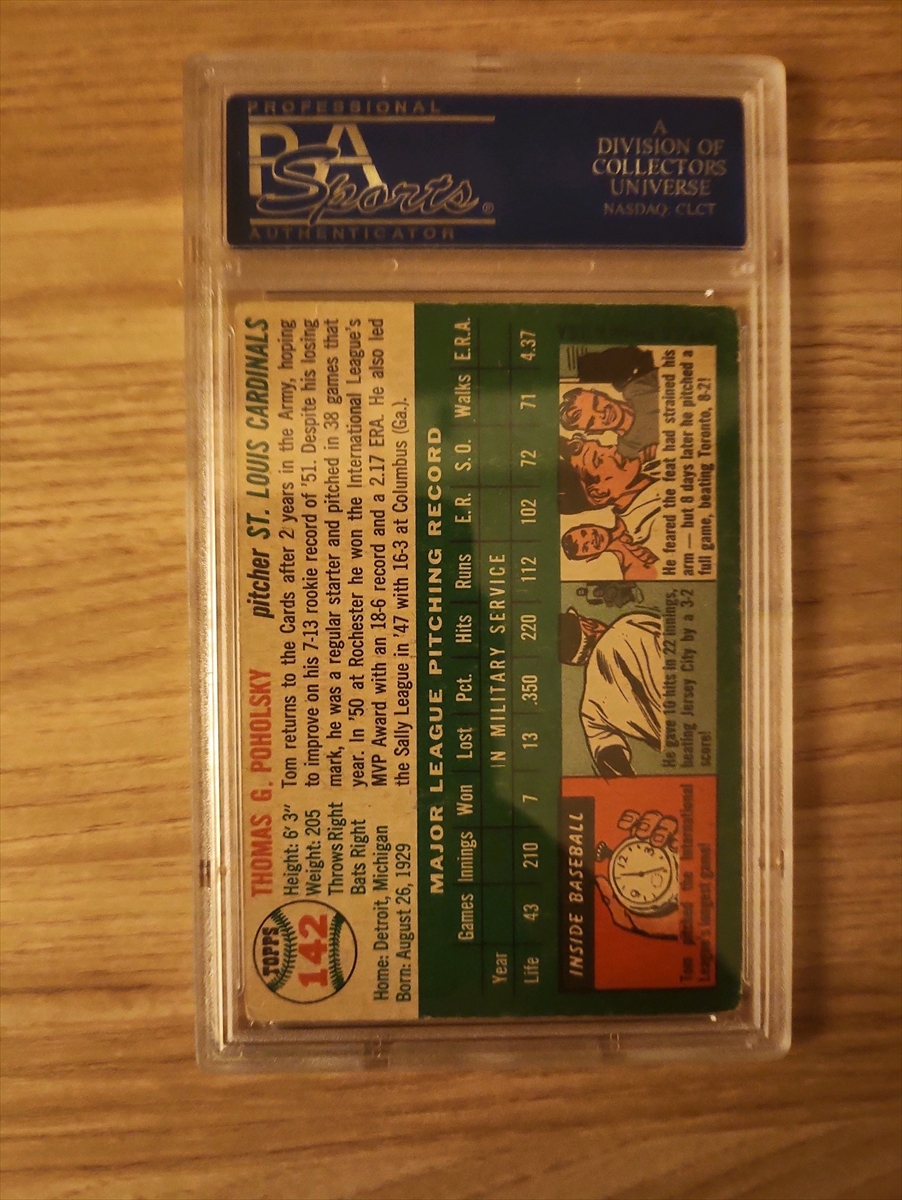 PROFESSIONAL
PSA
Sports®
AUTHENTICATOR
A
DIVISION OF
COLLECTORS
UNIVERSE
NASDAQ: CLCT
TOPPS
142
THOMAS G. POHOLSKY
pitcher ST. LOUIS CARDINALS
Height: 6' 3"
Weight: 205
Throws Right
Bats Right
Home: Detroit, Michigan
Born: August 26, 1929
Tom returns to the Cards after 2 years in the Army, hoping
to improve on his 7-13 rookie record of '51. Despite his losing
mark, he was a regular starter and pitched in 38 games that
year. In '50 at Rochester he won the International League's
MVP Award with an 18-6 record and a 2.17 ERA. He also led
the Sally League in '47 with 16-3 at Columbus (Ga.).
MAJOR LEAGUE PITCHING RECORD
Games Innings Won Lost Pct. Hits Runs E.R. S.O. Walks E.R.A.
Year IN MILITARY SERVICE
Life 43 210 7 13 .350 220 112 102 72 71 4.37
INSIDE BASEBALL
12
3
Tom pitched the International
League's longest game!
He gave 10 hits in 22 innings,
beating Jersey City by a 3-2
score!
He feared the feat had strained his
arm — but 8 days later he pitched a
full game, beating Toronto, 8-2!